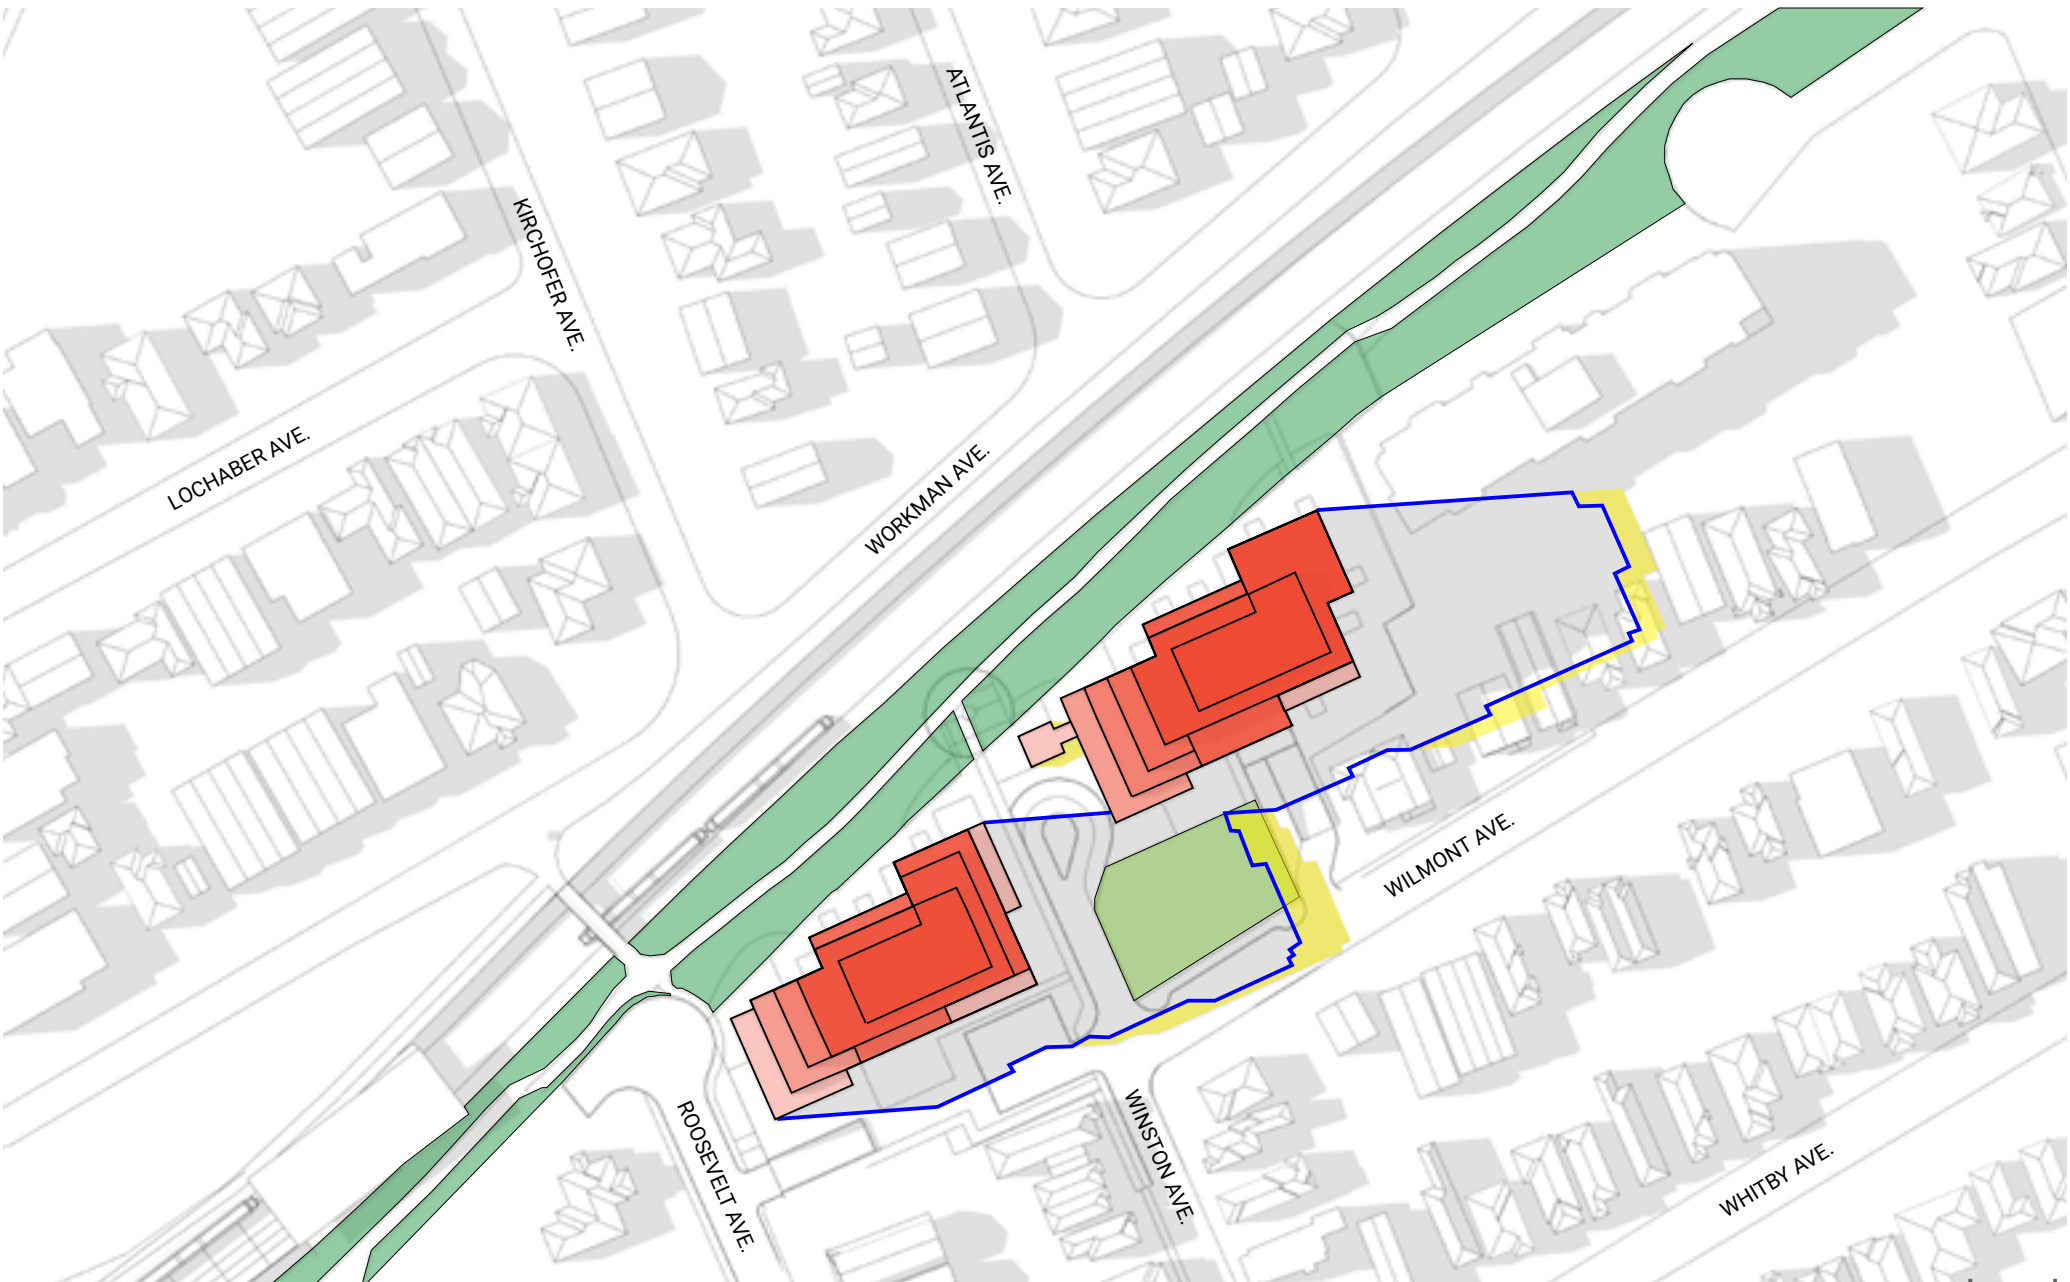 ATLANTIS AVE.
KIRCHOFER AVE.
LOCHABER AVE.
WORKMAN AVE.
WILMONT AVE.
ROOSEVELT AVE.
WINSTON AVE.
WHITBY AVE.